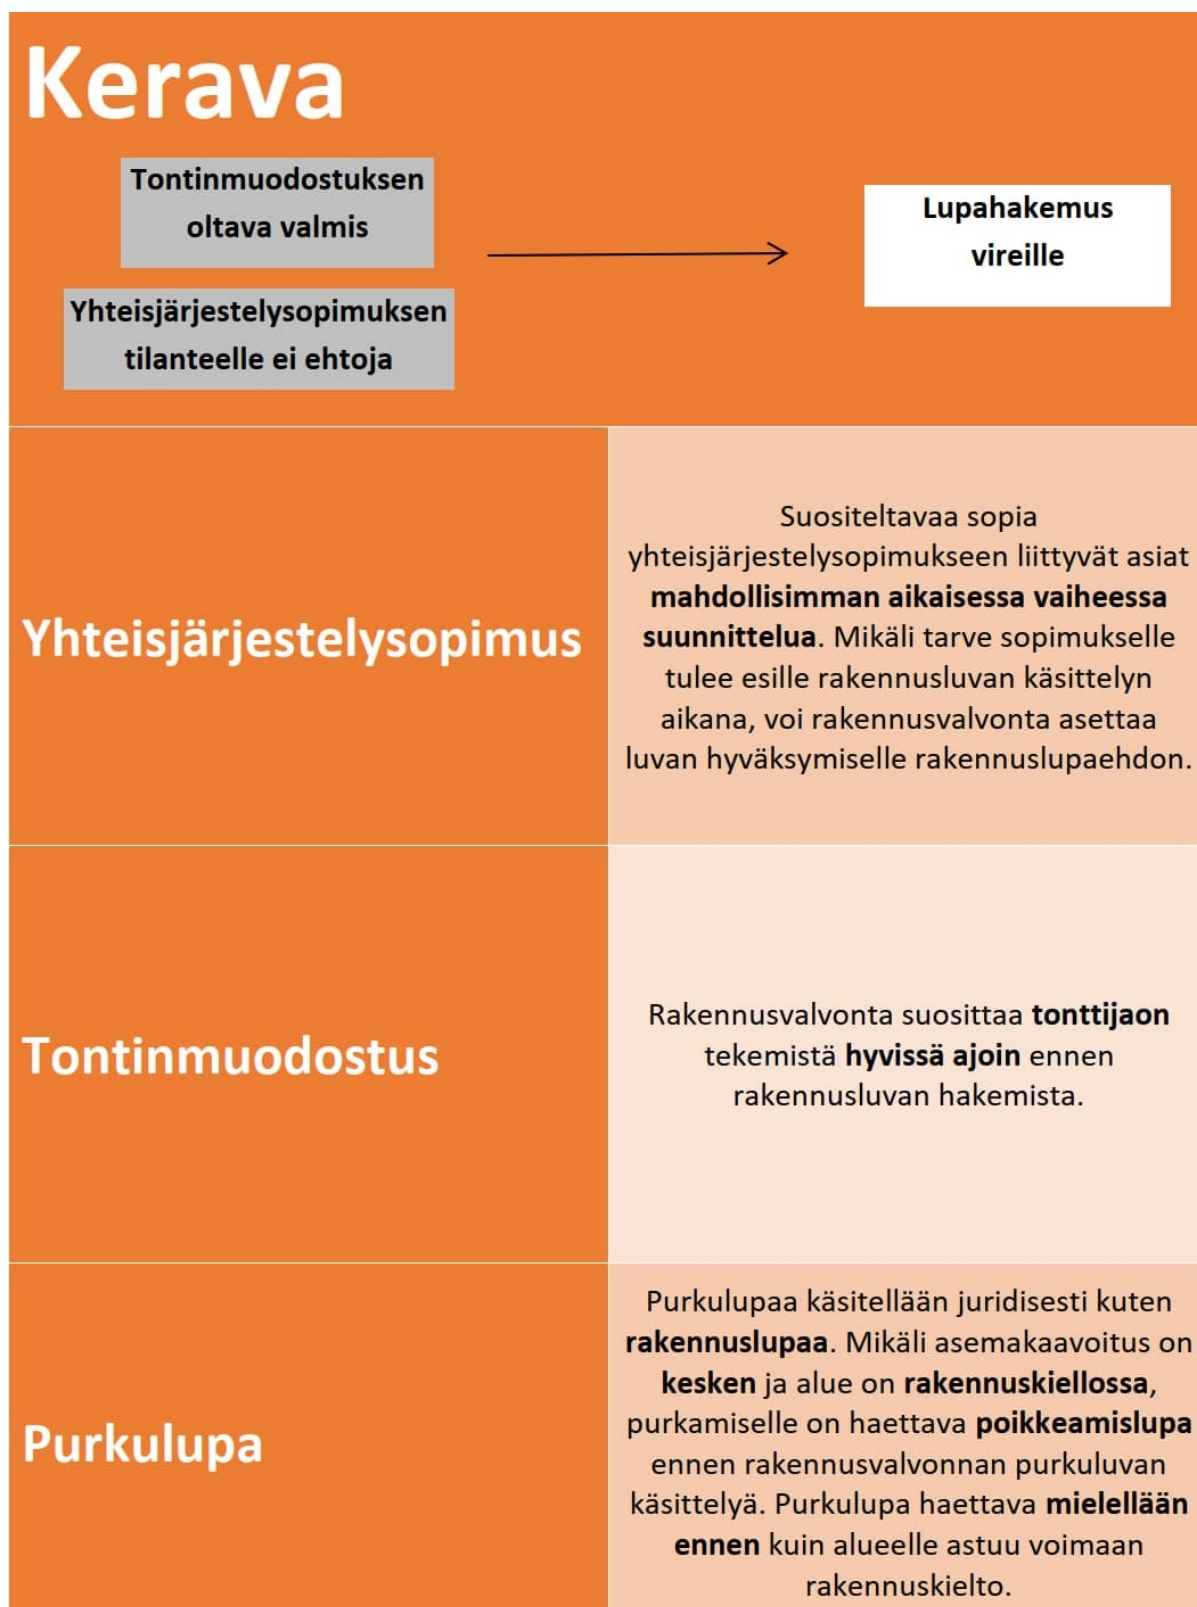 Kerava
Tontinmuodostuksen
oltava valmis
Lupahakemus
vireille
Yhteisjärjestelysopimuksen
tilanteelle ei ehtoja
Yhteisjärjestelysopimus
Suositeltavaa sopia
yhteisjärjestelysopimukseen liittyvät asiat
mahdollisimman aikaisessa vaiheessa
suunnittelua. Mikäli tarve sopimukselle
tulee esille rakennusluvan käsittelyn
aikana, voi rakennusvalvonta asettaa
luvan hyväksymiselle rakennuslupaehdon.
Tontinmuodostus
Rakennusvalvonta suosittaa tonttijaon
tekemistä hyvissä ajoin ennen
rakennusluvan hakemista.
Purkulupa
Purkulupaa käsitellään juridisesti kuten
rakennuslupaa. Mikäli asemakaavoitus on
kesken ja alue on rakennuskiellossa,
purkamiselle on haettava poikkeamislupa
ennen rakennusvalvonnan purkuluvan
käsittelyä. Purkulupa haettava mielellään
ennen kuin alueelle astuu voimaan
rakennuskielto.